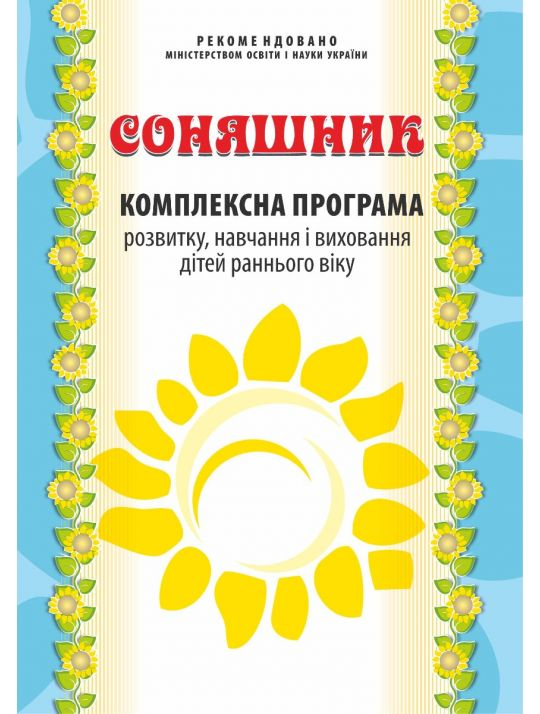 РЕКОМЕНДОВАНО
МІНІСТЕРСТВОМ ОСВІТИ І НАУКИ УКРАЇНИ
СОНЯШНИК
КОМПЛЕКСНА ПРОГРАМА
розвитку, навчання і виховання
дітей раннього віку